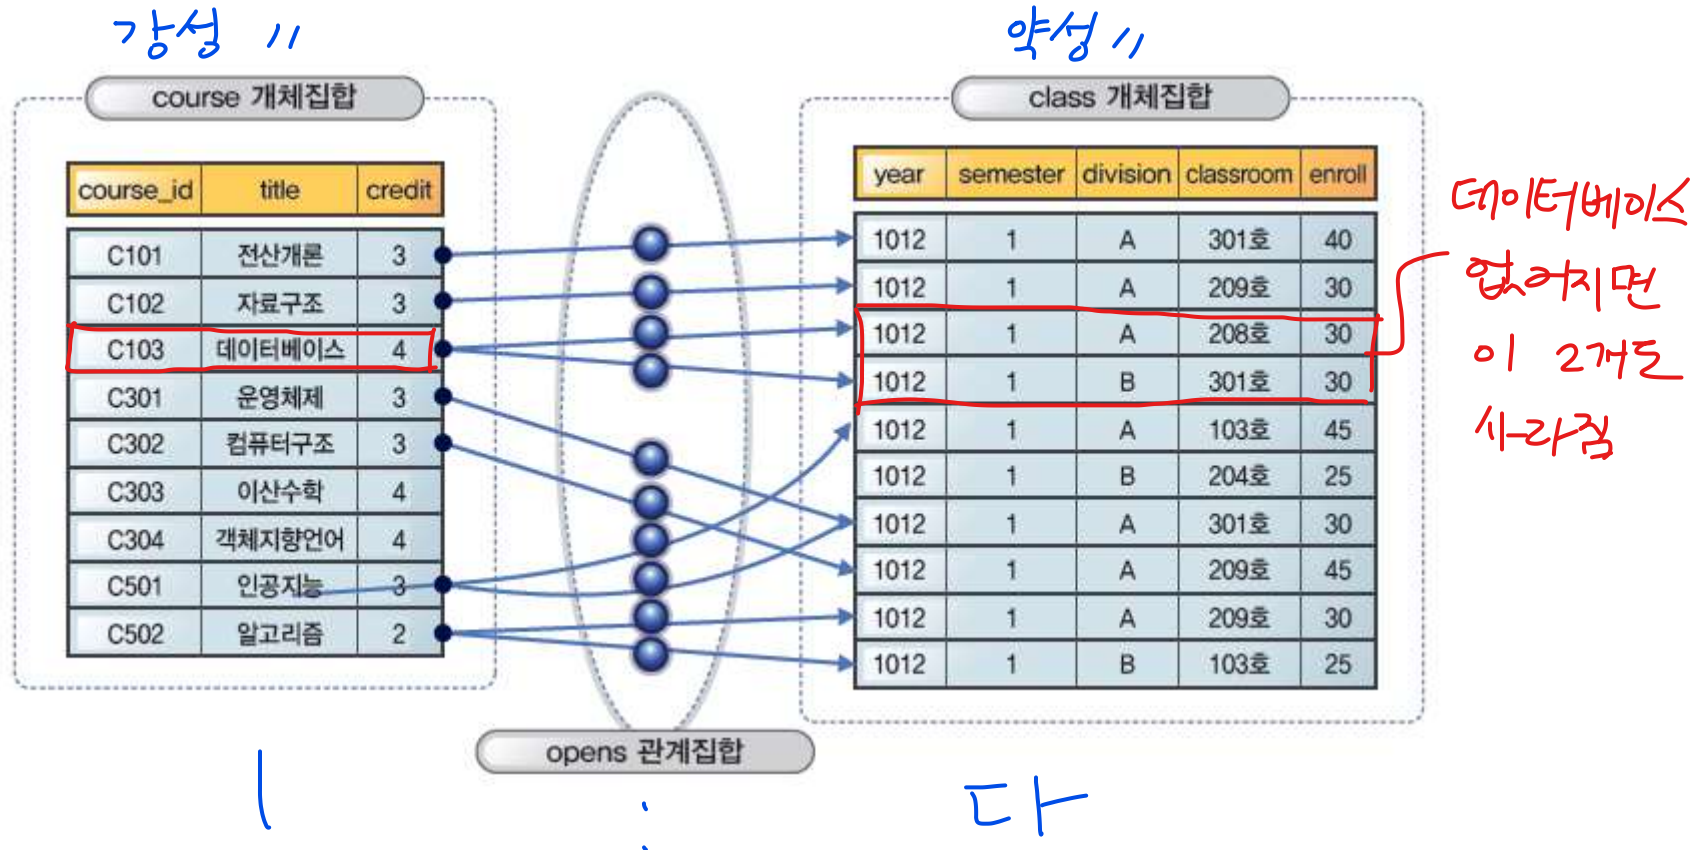 강성 〃
약성 〃
course 개체집합
class 개체집합
course_id title credit
C101 전산개론 3
C102 자료구조 3
C103 데이터베이스 4
C301 운영체제 3
C302 컴퓨터구조 3
C303 이산수학 4
C304 객체지향언어 4
C501 인공지능 3
C502 알고리즘 2
year semester division classroom enroll
1012 1 A 301호 40
1012 1 A 209호 30
1012 1 A 208호 30
1012 1 B 301호 30
1012 1 A 103호 45
1012 1 B 204호 25
1012 1 A 301호 30
1012 1 A 209호 45
1012 1 A 209호 30
1012 1 B 103호 25
데이터베이스
없어지면
이 2개도
사라짐
opens 관계집합
1 : 다